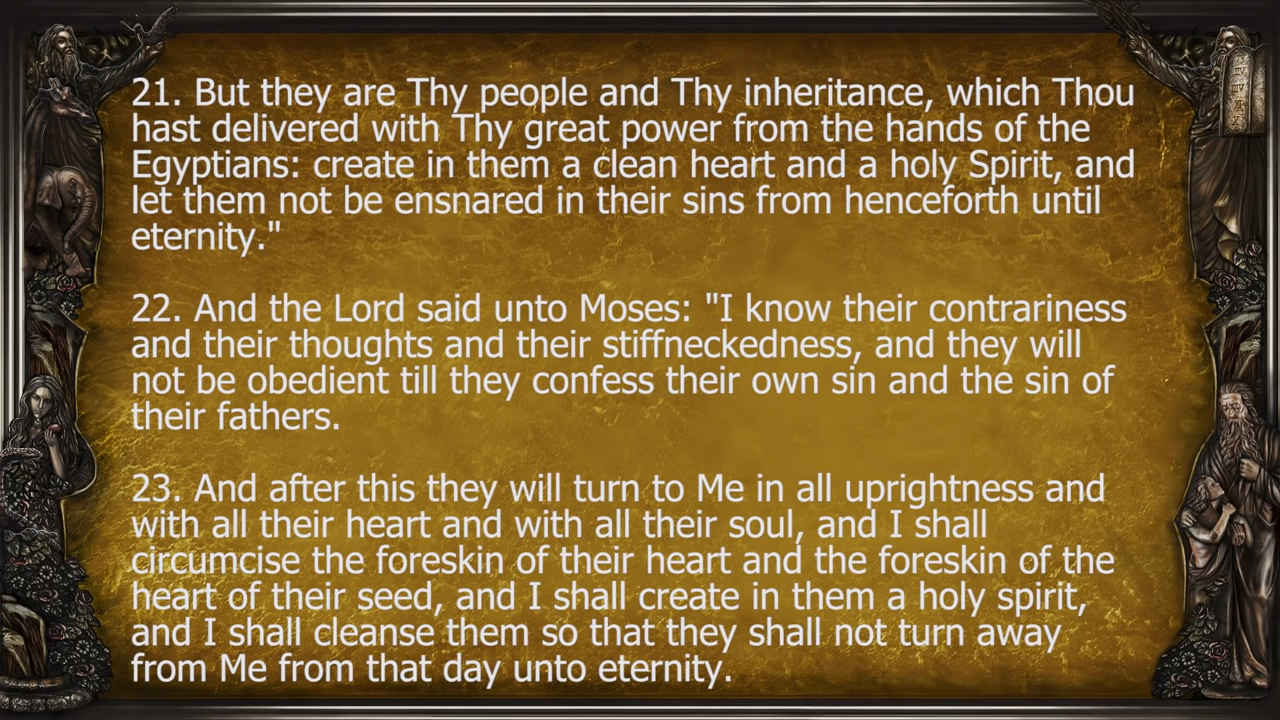 21. But they are Thy people and Thy inheritance, which Thou
hast delivered with Thy great power from the hands of the
Egyptians: create in them a clean heart and a holy Spirit, and
let them not be ensnared in their sins from henceforth until
eternity."
22. And the Lord said unto Moses: "I know their contrariness
and their thoughts and their stiffneckedness, and they will
not be obedient till they confess their own sin and the sin of
their fathers.
23. And after this they will turn to Me in all uprightness and
with all their heart and with all their soul, and I shall
circumcise the foreskin of their heart and the foreskin of the
heart of their seed, and I shall create in them a holy spirit,
and I shall cleanse them so that they shall not turn away
from Me from that day unto eternity.